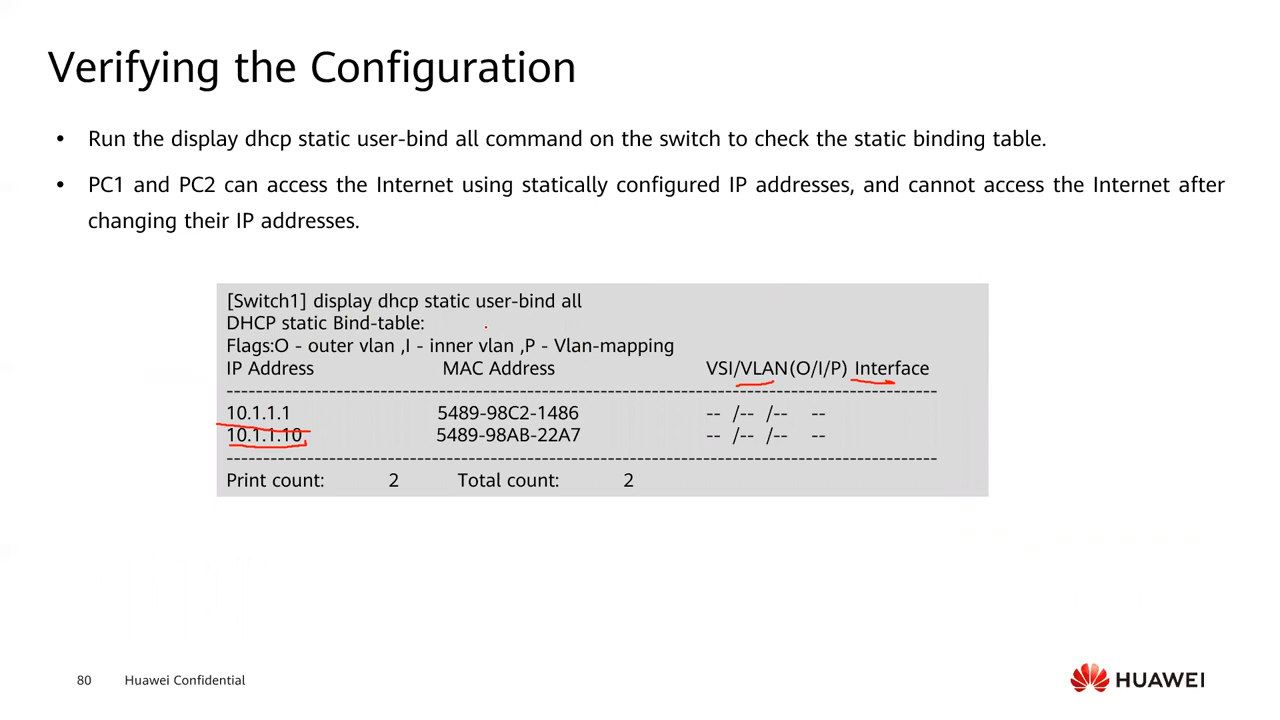 Verifying the Configuration
• Run the display dhcp static user-bind all command on the switch to check the static binding table.
• PC1 and PC2 can access the Internet using statically configured IP addresses, and cannot access the Internet after
changing their IP addresses.
[Switch1] display dhcp static user-bind all
DHCP static Bind-table:
Flags:O - outer vlan ,I - inner vlan ,P - Vlan-mapping
IP Address MAC Address VSI/VLAN(O/I/P) Interface
--------------------------------------------------------------------------------------------------
10.1.1.1 5489-98C2-1486 -- /-- /-- --
10.1.1.10 5489-98AB-22A7 -- /-- /-- --
--------------------------------------------------------------------------------------------------
Print count: 2 Total count: 2
80 Huawei Confidential
HUAWEI